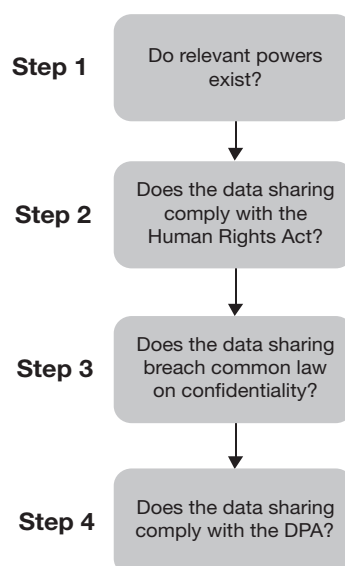 Step 1
Do relevant powers
exist?
Step 2
Does the data sharing
comply with the
Human Rights Act?
Step 3
Does the data sharing
breach common law
on confidentiality?
Step 4
Does the data sharing
comply with the DPA?